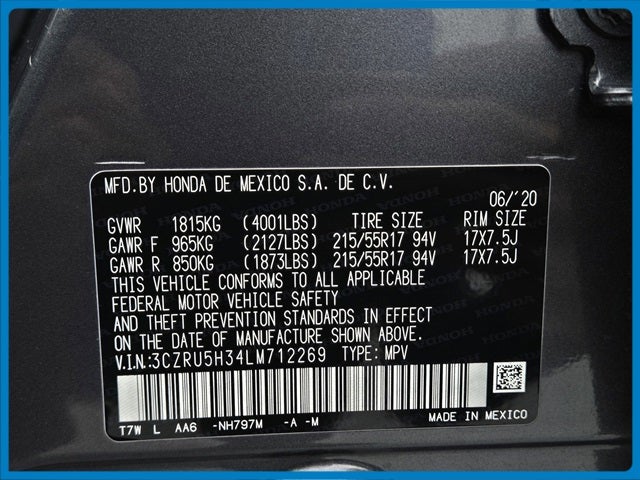 MFD.BY HONDA DE MEXICO S.A. DE C.V.
06/'20
GVWR 1815KG (4001LBS) TIRE SIZE RIM SIZE
GAWR F 965KG (2127LBS) 215/55R17 94V 17X7.5J
GAWR R 850KG (1873LBS) 215/55R17 94V 17X7.5J
THIS VEHICLE CONFORMS TO ALL APPLICABLE
FEDERAL MOTOR VEHICLE SAFETY
AND THEFT PREVENTION STANDARDS IN EFFECT
ON THE DATE OF MANUFACTURE SHOWN ABOVE.
V.I.N.:3CZRU5H34LM712269 TYPE: MPV
T7W L AA6 -NH797M -A -M MADE IN MEXICO